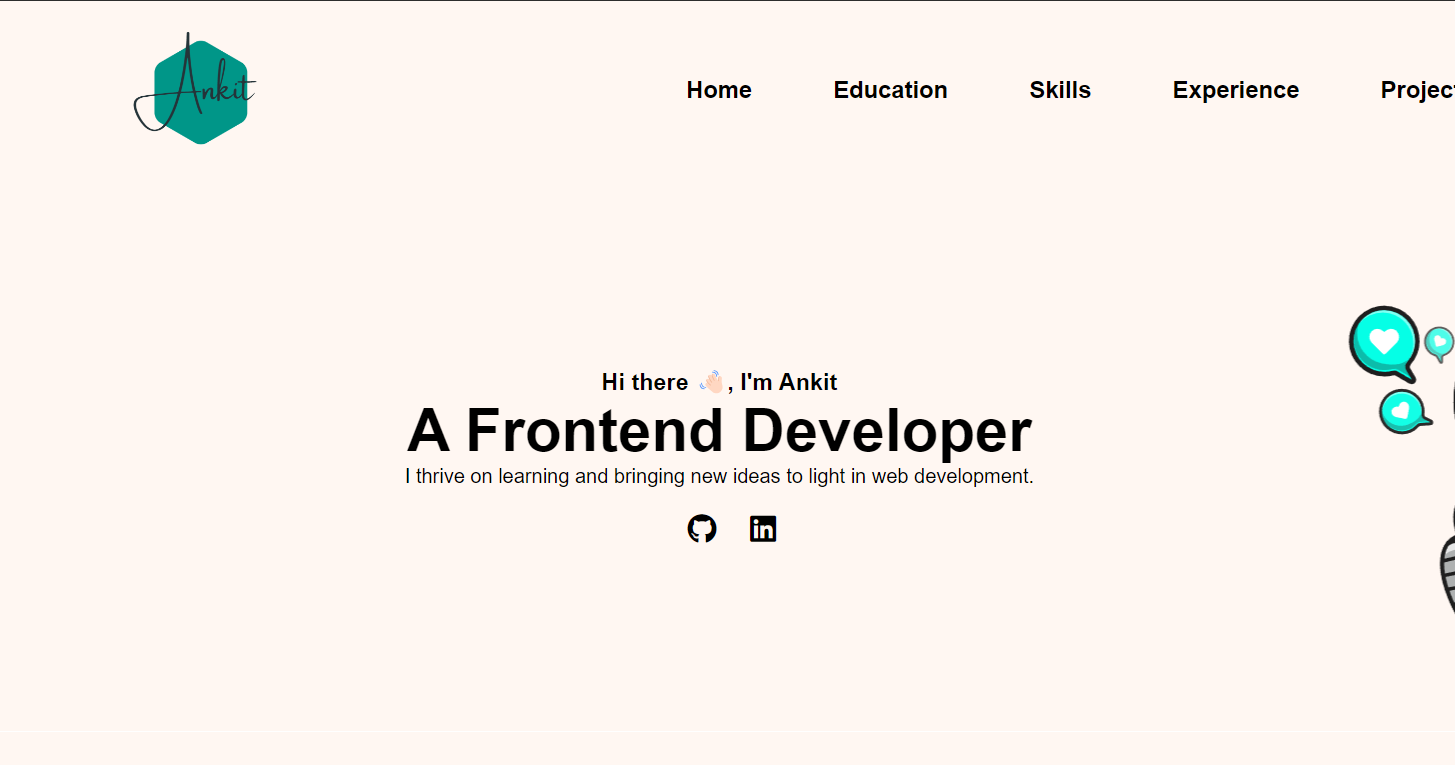 Ankit
Home Education Skills Experience Projec
Hi there 👋🏻, I'm Ankit
A Frontend Developer
I thrive on learning and bringing new ideas to light in web development.
in